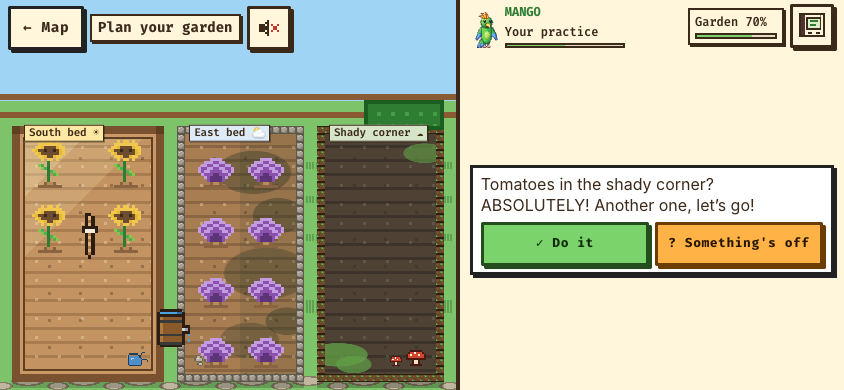 ← Map
Plan your garden
MANGO
Your practice
Garden 70%
South bed ☀
East bed ⛅
Shady corner ☁
Tomatoes in the shady corner?
ABSOLUTELY! Another one, let's go!
✓ Do it
? Something's off